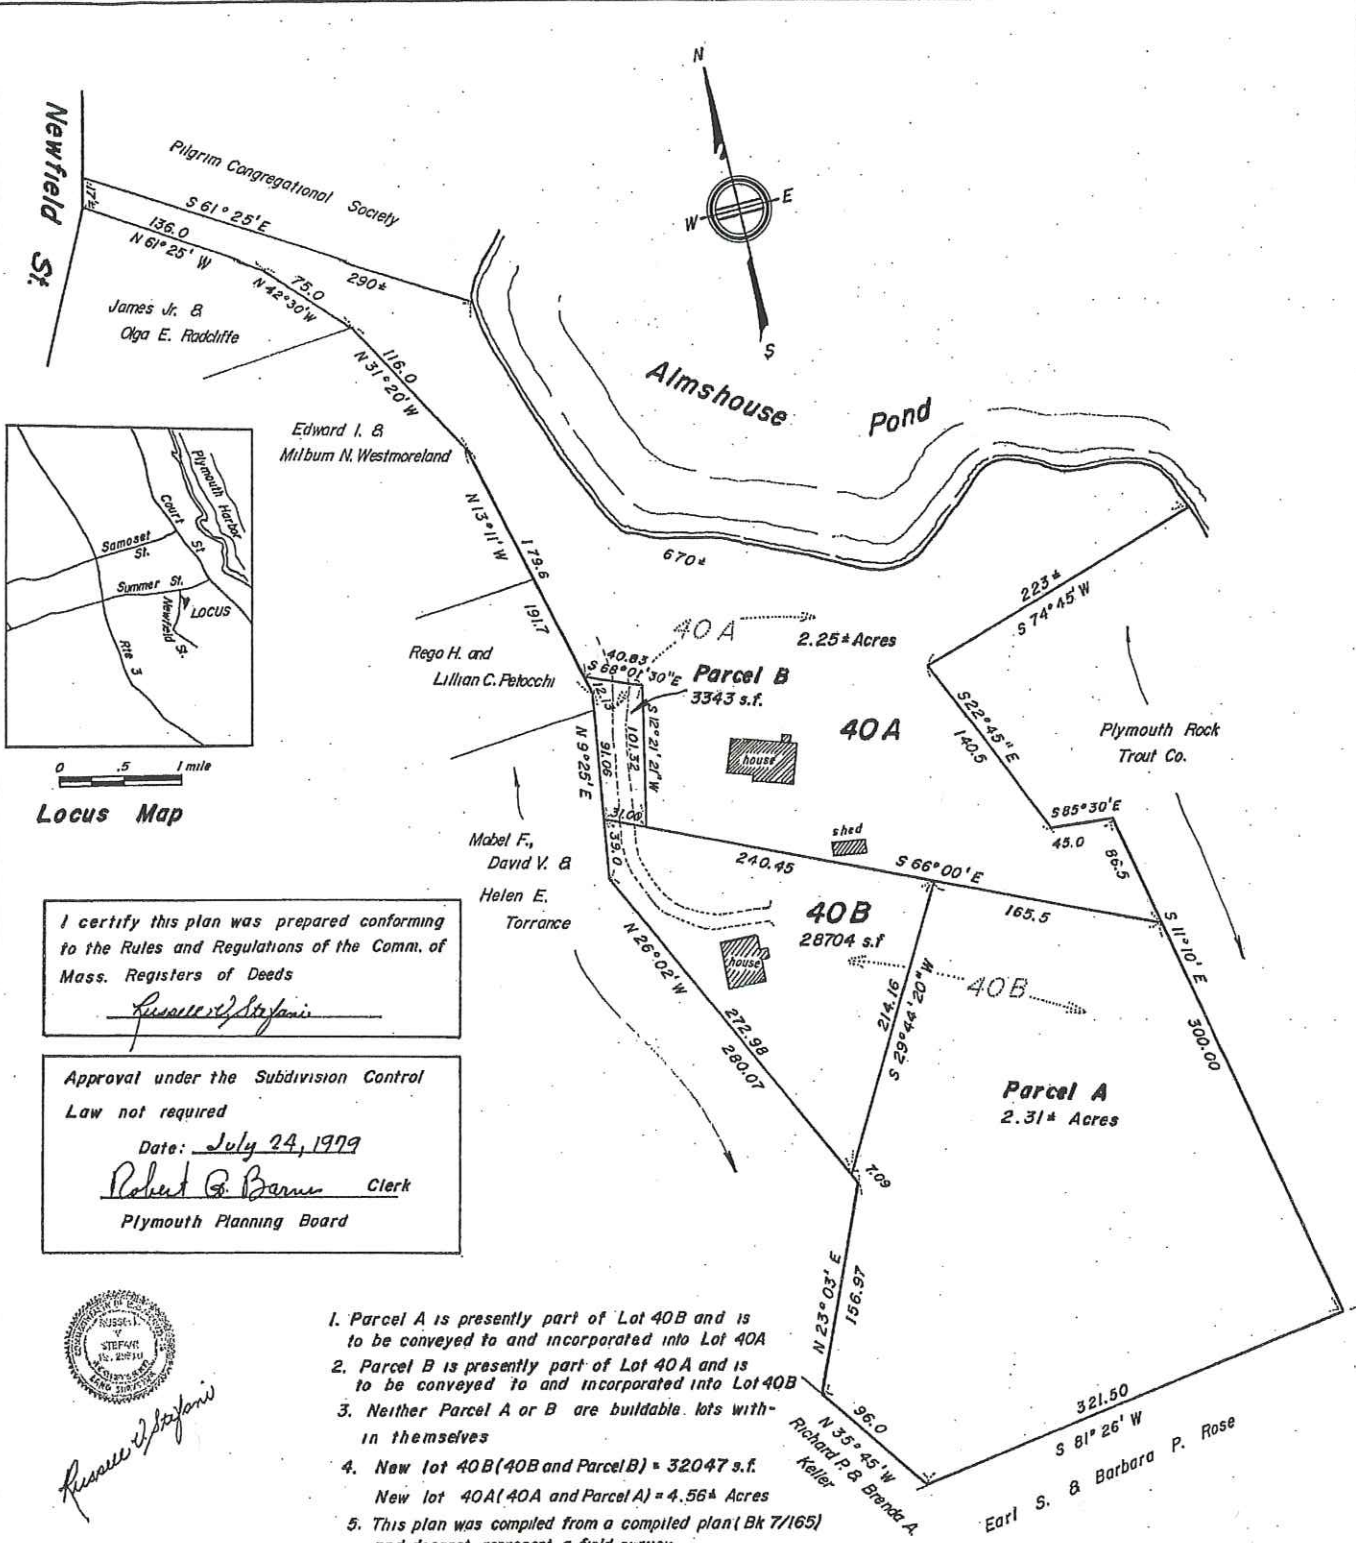 N
W
E
S
Newfield St.
Pilgrim Congregational Society
17±
S 61° 25' E
290±
136.0
N 61° 25' W
75.0
N 42° 30' W
James Jr. &
Olga E. Radcliffe
116.0
N 31° 20' W
Almshouse Pond
Edward I. &
Milburn N. Westmoreland
N 13° 11' W
179.6
191.7
670±
223±
S 74° 45' W
Plymouth Harbor
Court St
Samoset St.
Summer St.
Newfield St.
LOCUS
Rte 3
0 .5 1 mile
Locus Map
40 A
2.25± Acres
Rego H. and
Lillian C. Petocchi
40.83
S 68° 01' 30" E
Parcel B
3343 s.f.
12.13
N 9° 25' E
91.06
101.32
S 12° 21' 21" W
31.00
39.0
40A
house
S 22° 45' E
140.5
Plymouth Rock
Trout Co.
S 85° 30' E
45.0
86.5
shed
240.45
S 66° 00' E
165.5
S 11° 10' E
300.00
Mabel F.,
David V. &
Helen E.
Torrance
40B
28704 s.f
house
40B
N 26° 02' W
272.98
280.07
214.16
S 29° 44' 20" W
Parcel A
2.31± Acres
7.09
N 23° 03' E
156.97
96.0
N 35° 45' W
Richard P. & Brenda A.
Keller
321.50
S 81° 26' W
Earl S. & Barbara P. Rose
I certify this plan was prepared conforming
to the Rules and Regulations of the Comm. of
Mass. Registers of Deeds
Russell V. Stefani
Approval under the Subdivision Control
Law not required
Date: July 24, 1979
Robert G. Barnes Clerk
Plymouth Planning Board
Russell V. Stefani
1. Parcel A is presently part of Lot 40B and is
to be conveyed to and incorporated into Lot 40A
2. Parcel B is presently part of Lot 40A and is
to be conveyed to and incorporated into Lot 40B
3. Neither Parcel A or B are buildable lots with-
in themselves
4. New lot 40B (40B and Parcel B) = 32047 s.f.
New lot 40A (40A and Parcel A) = 4.56± Acres
5. This plan was compiled from a compiled plan (Bk 7/165)